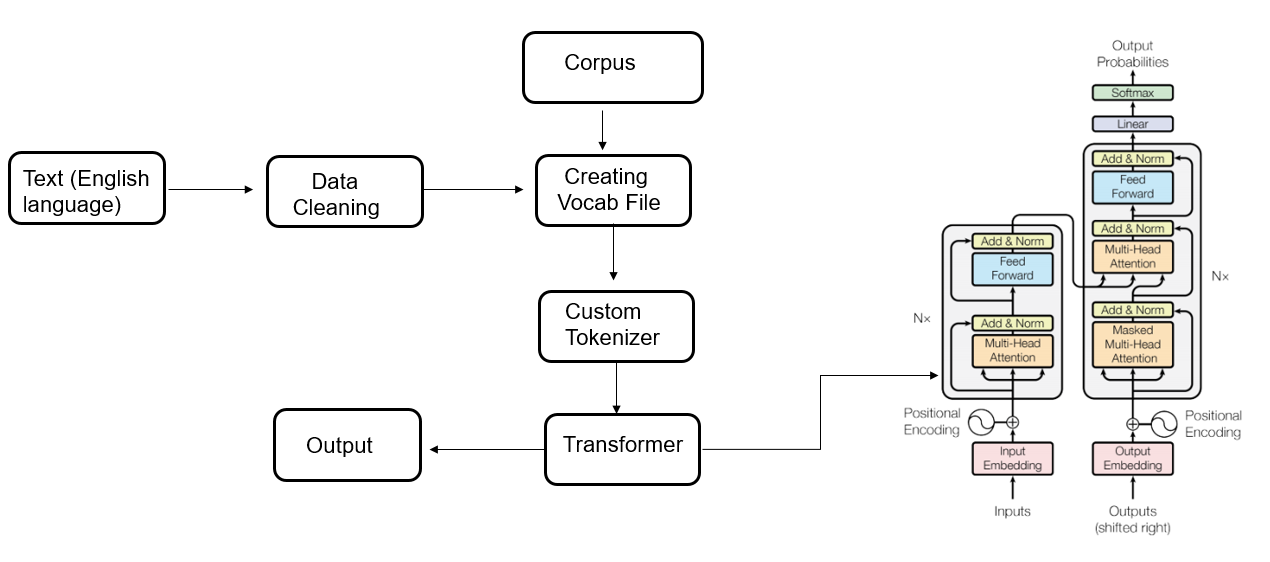 Corpus
Text (English
language)
Data
Cleaning
Creating
Vocab File
Custom
Tokenizer
Transformer
Output
Output
Probabilities
Softmax
Linear
Add & Norm
Feed
Forward
Add & Norm
Multi-Head
Attention
Add & Norm
Masked
Multi-Head
Attention
N×
Positional
Encoding
Output
Embedding
Outputs
(shifted right)
Add & Norm
Feed
Forward
Add & Norm
Multi-Head
Attention
N×
Positional
Encoding
Input
Embedding
Inputs